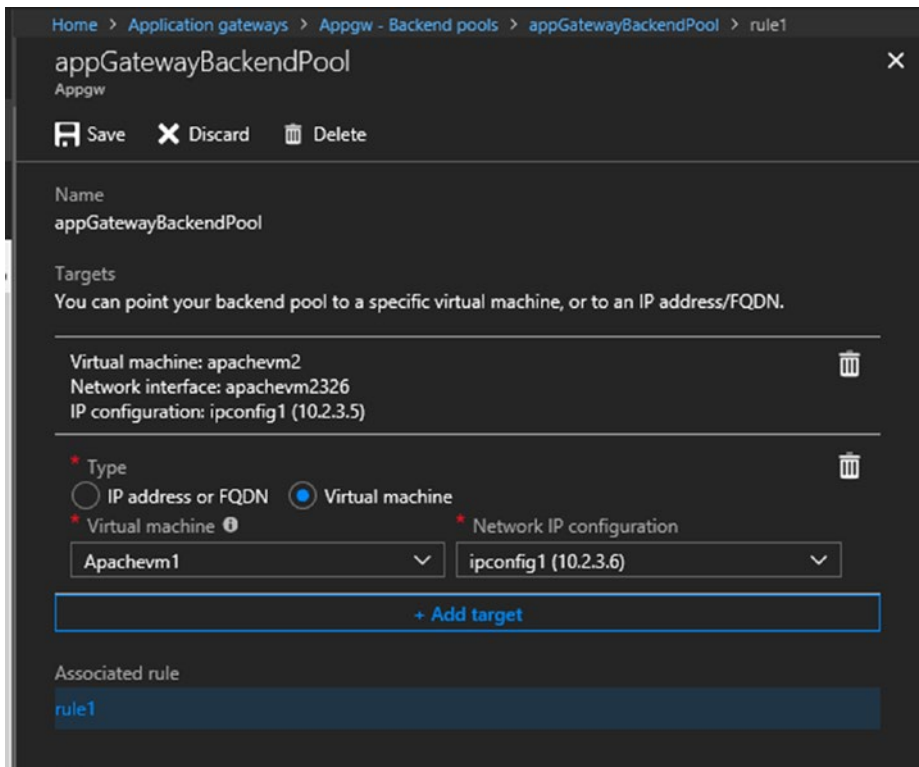 Home > Application gateways > Appgw - Backend pools > appGatewayBackendPool > rule1
appGatewayBackendPool
Appgw
Save Discard Delete
Name
appGatewayBackendPool
Targets
You can point your backend pool to a specific virtual machine, or to an IP address/FQDN.
Virtual machine: apachevm2
Network interface: apachevm2326
IP configuration: ipconfig1 (10.2.3.5)
* Type
IP address or FQDN Virtual machine
* Virtual machine * Network IP configuration
Apachevm1 ipconfig1 (10.2.3.6)
+ Add target
Associated rule
rule1